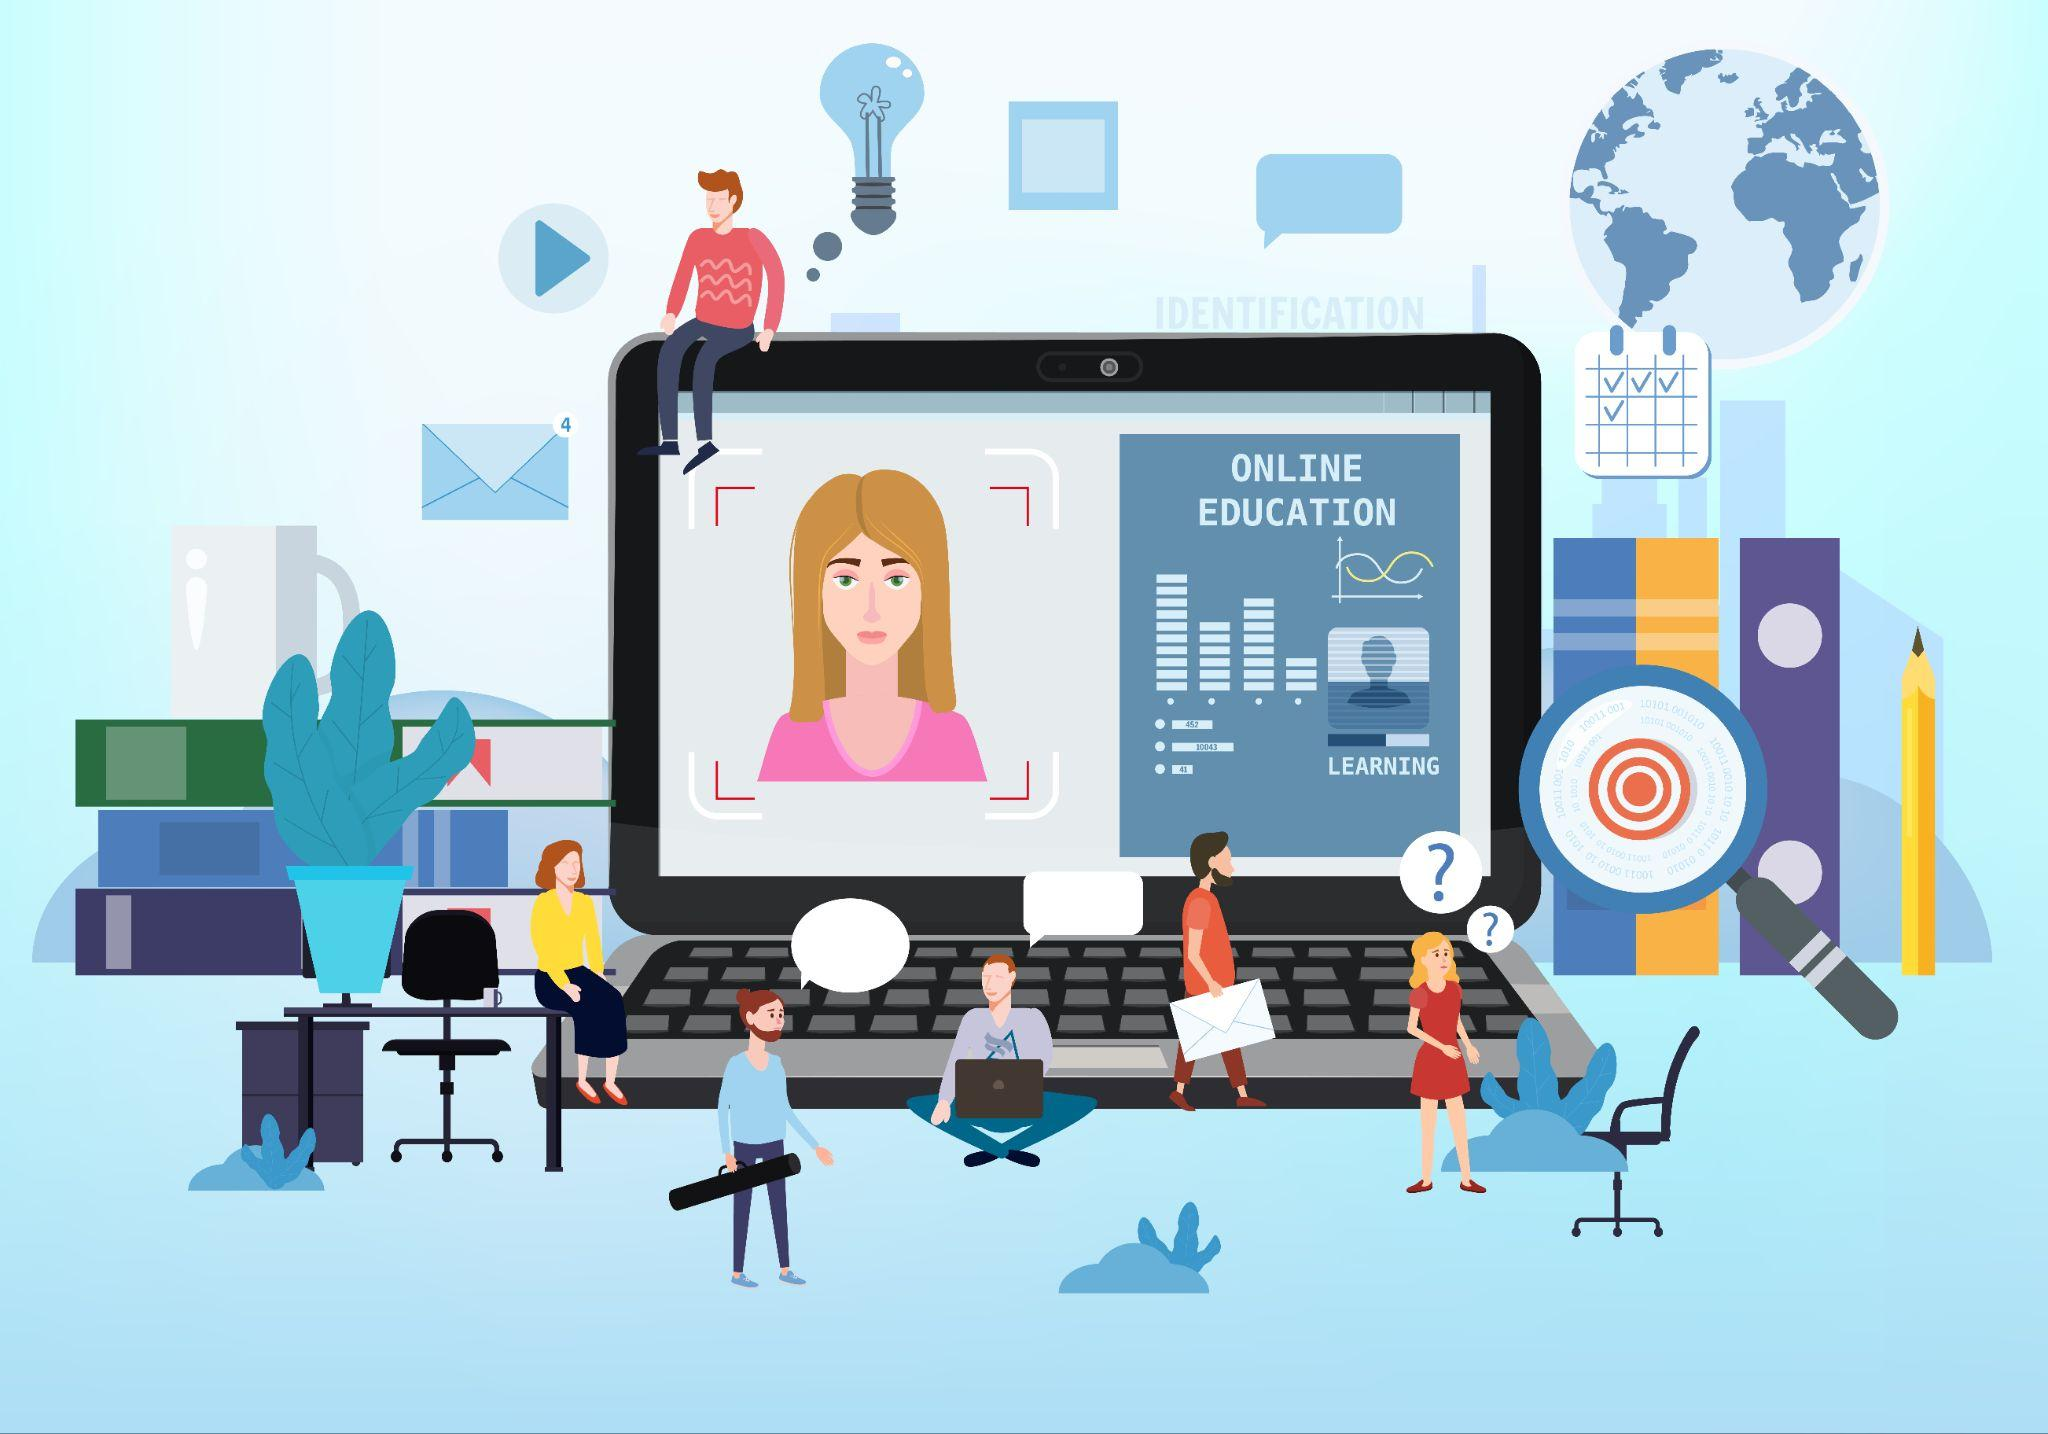 IDENTIFICATION
4
ONLINE
EDUCATION
452
10043
41
LEARNING
?
?